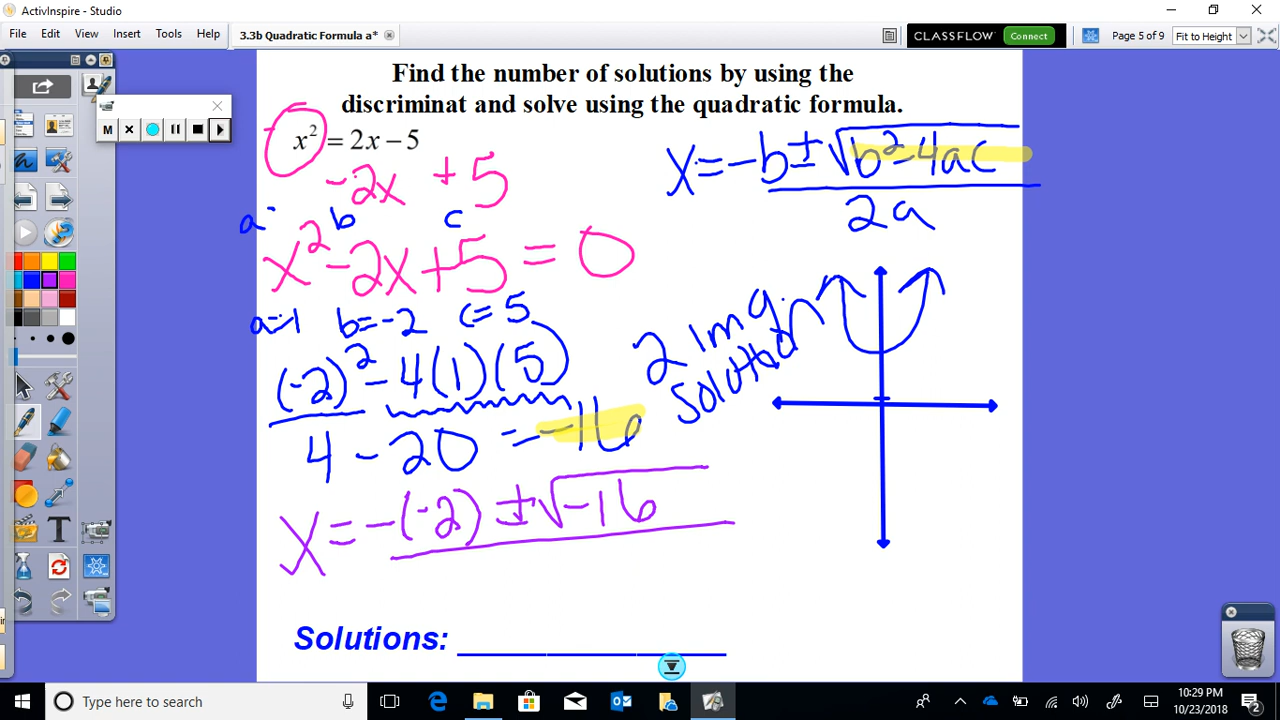 ActivInspire - Studio
File Edit View Insert Tools Help
3.3b Quadratic Formula a*
CLASSFLOW Connect
Page 5 of 9
Fit to Height
Find the number of solutions by using the
discriminat and solve using the quadratic formula.
x² = 2x − 5
-2x +5
a b c
x² -2x +5 = 0
a=1 b=-2 c=5
(-2)² -4(1)(5)
4 - 20 = -16
x = -(-2) ± √-16
x = -b ± √b²-4ac
2a
2 img
solution
Solutions:
M
T
Type here to search
10:29 PM
10/23/2018
2